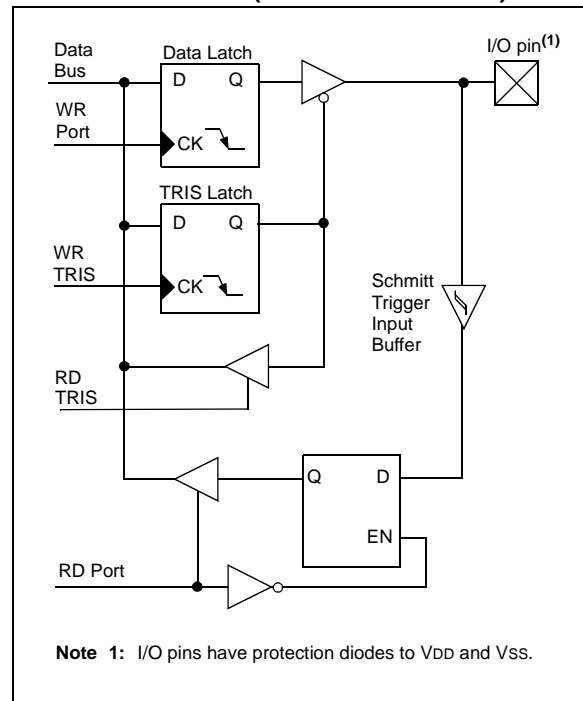 Data
Bus
Data Latch
I/O pin(1)
D Q
WR
Port
CK
TRIS Latch
D Q
WR
TRIS
CK
Schmitt
Trigger
Input
Buffer
RD
TRIS
Q D
EN
RD Port
Note 1: I/O pins have protection diodes to VDD and VSS.